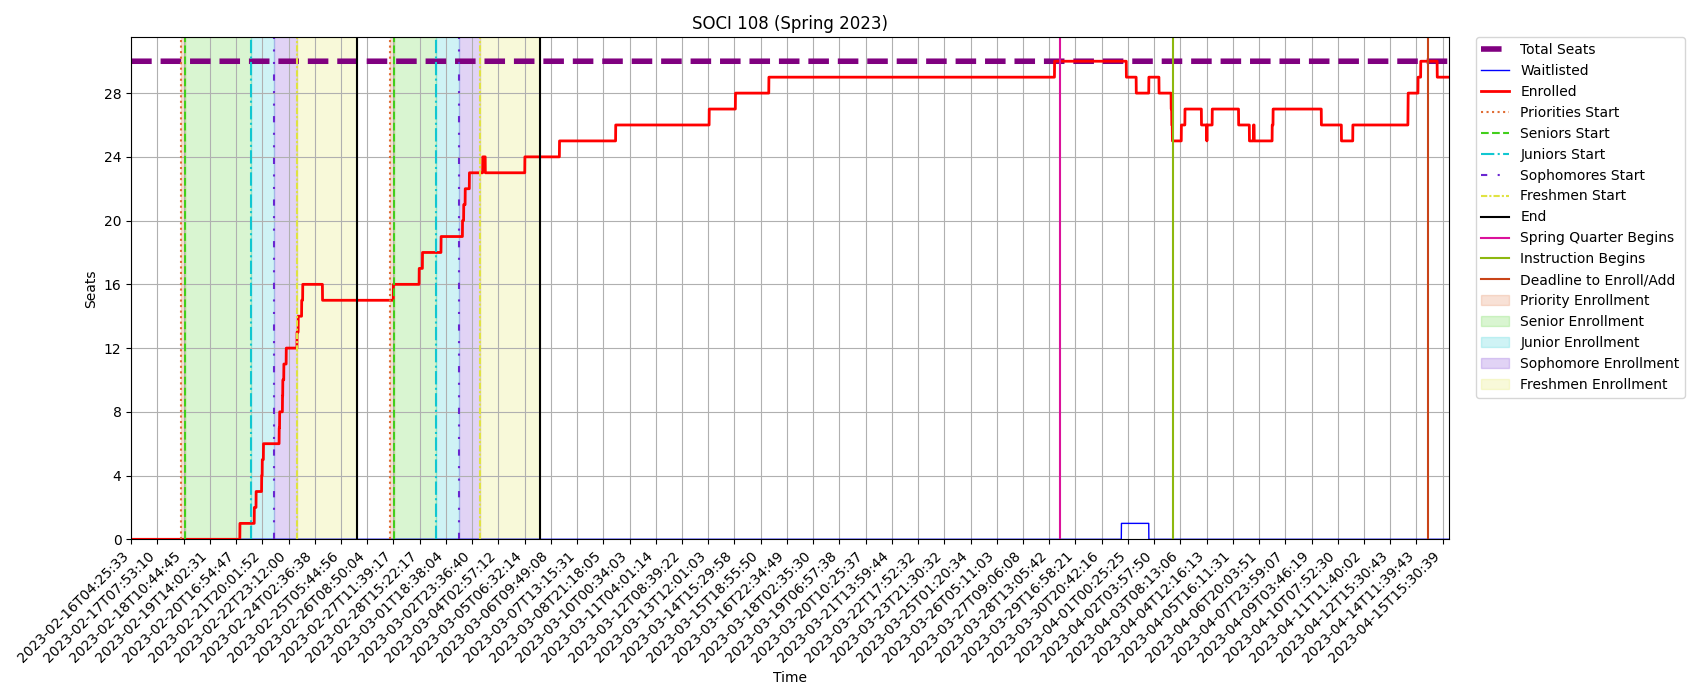 SOCI 108 (Spring 2023)
Total Seats
Waitlisted
Enrolled
Priorities Start
Seniors Start
Juniors Start
Sophomores Start
Freshmen Start
End
Spring Quarter Begins
Instruction Begins
Deadline to Enroll/Add
Priority Enrollment
Senior Enrollment
Junior Enrollment
Sophomore Enrollment
Freshmen Enrollment
Seats
28
24
20
16
12
8
4
0
2023-02-16T04:25:33
2023-02-17T07:53:10
2023-02-18T10:44:45
2023-02-19T14:02:31
2023-02-20T16:54:47
2023-02-21T20:01:52
2023-02-22T23:12:00
2023-02-24T02:36:38
2023-02-25T05:44:56
2023-02-26T08:50:04
2023-02-27T11:39:17
2023-02-28T15:22:17
2023-03-01T18:38:04
2023-03-02T23:36:40
2023-03-04T02:57:12
2023-03-05T06:32:14
2023-03-06T09:49:08
2023-03-07T13:15:31
2023-03-08T21:18:05
2023-03-10T00:34:03
2023-03-11T04:01:14
2023-03-12T08:39:22
2023-03-13T12:01:03
2023-03-14T15:29:58
2023-03-15T18:55:50
2023-03-16T22:34:49
2023-03-18T02:35:30
2023-03-19T06:57:38
2023-03-20T10:25:37
2023-03-21T13:59:44
2023-03-22T17:52:32
2023-03-23T21:30:32
2023-03-25T01:20:34
2023-03-26T05:11:03
2023-03-27T09:06:08
2023-03-28T13:05:42
2023-03-29T16:58:21
2023-03-30T20:42:16
2023-04-01T00:25:25
2023-04-02T03:57:50
2023-04-03T08:13:06
2023-04-04T12:16:13
2023-04-05T16:11:31
2023-04-06T20:03:51
2023-04-07T23:59:07
2023-04-09T03:46:19
2023-04-10T07:52:30
2023-04-11T11:40:02
2023-04-12T15:30:43
2023-04-14T11:39:43
2023-04-15T15:30:39
Time